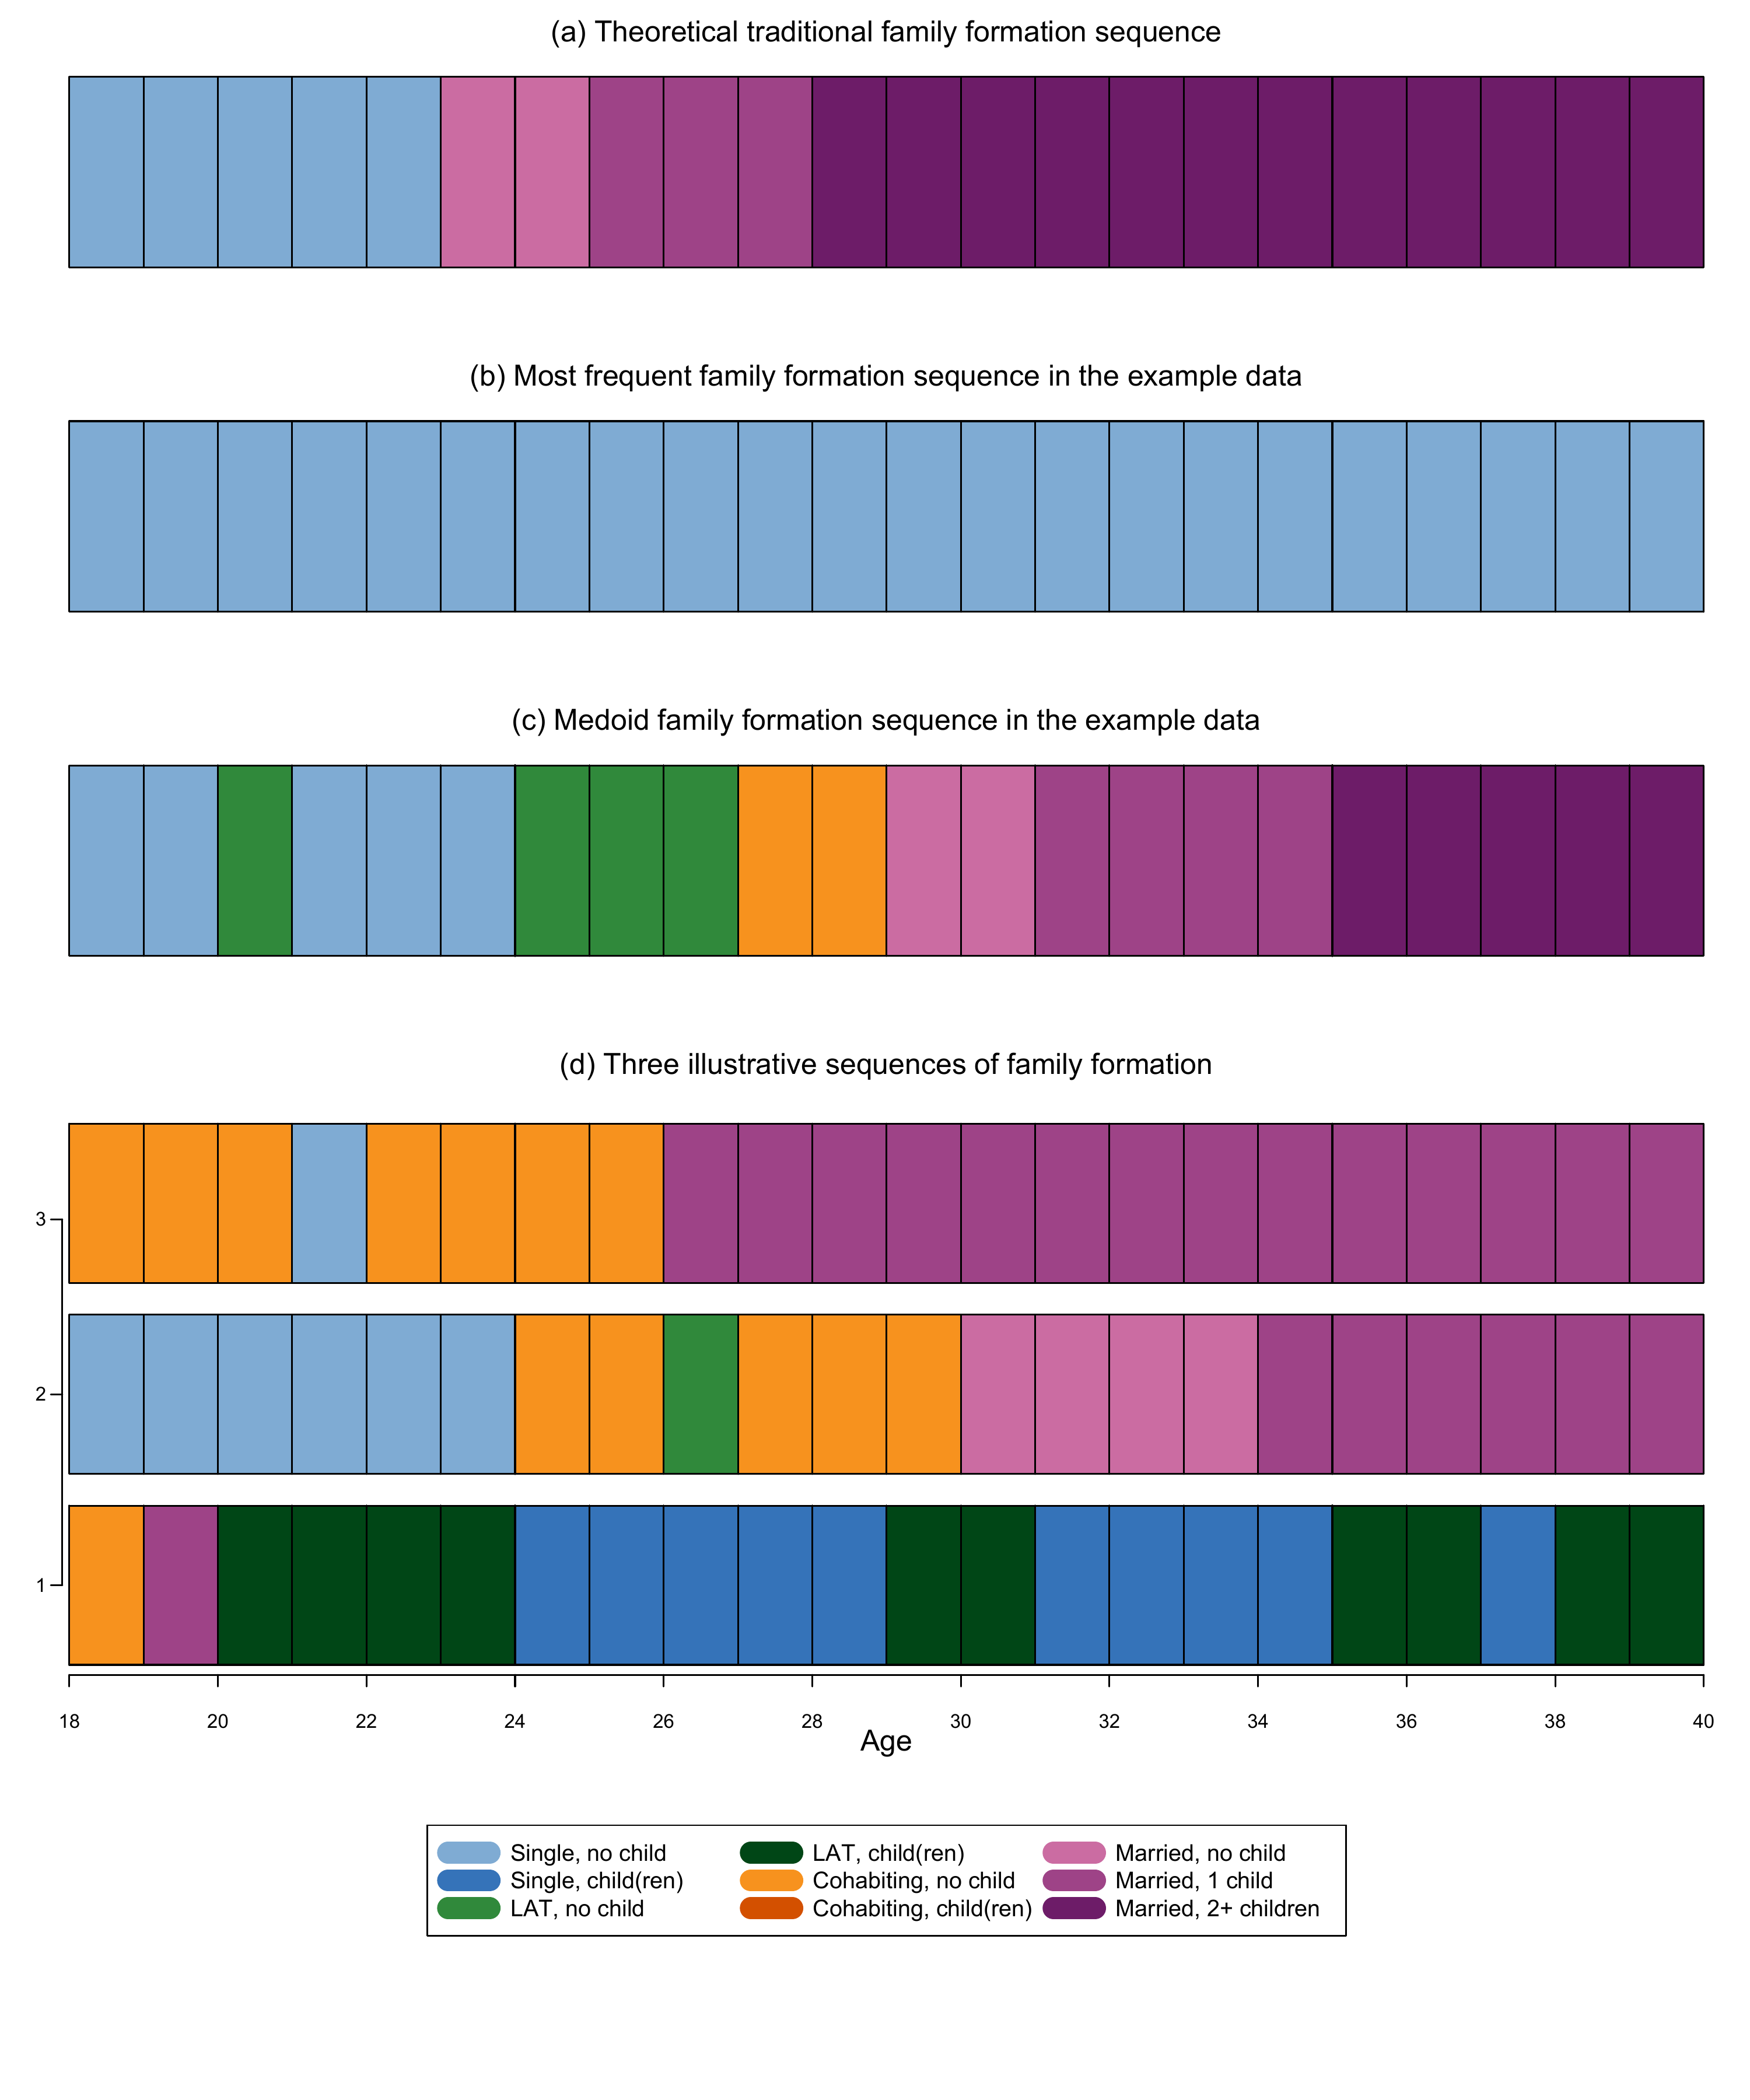 (a) Theoretical traditional family formation sequence
(b) Most frequent family formation sequence in the example data
(c) Medoid family formation sequence in the example data
(d) Three illustrative sequences of family formation
3
2
1
18 20 22 24 26 28 30 32 34 36 38 40
Age
Single, no child LAT, child(ren) Married, no child
Single, child(ren) Cohabiting, no child Married, 1 child
LAT, no child Cohabiting, child(ren) Married, 2+ children